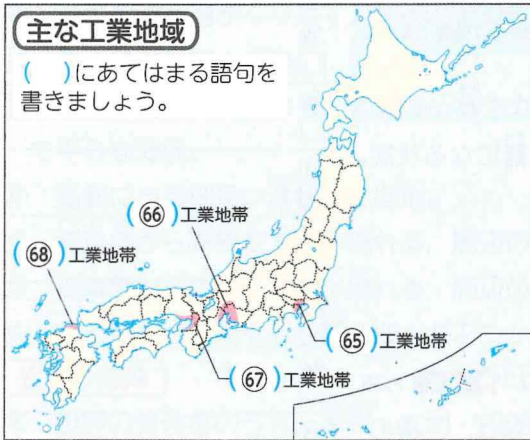 主な工業地域
( )にあてはまる語句を
書きましょう。
(66)工業地帯
(68)工業地帯
(65)工業地帯
(67)工業地帯